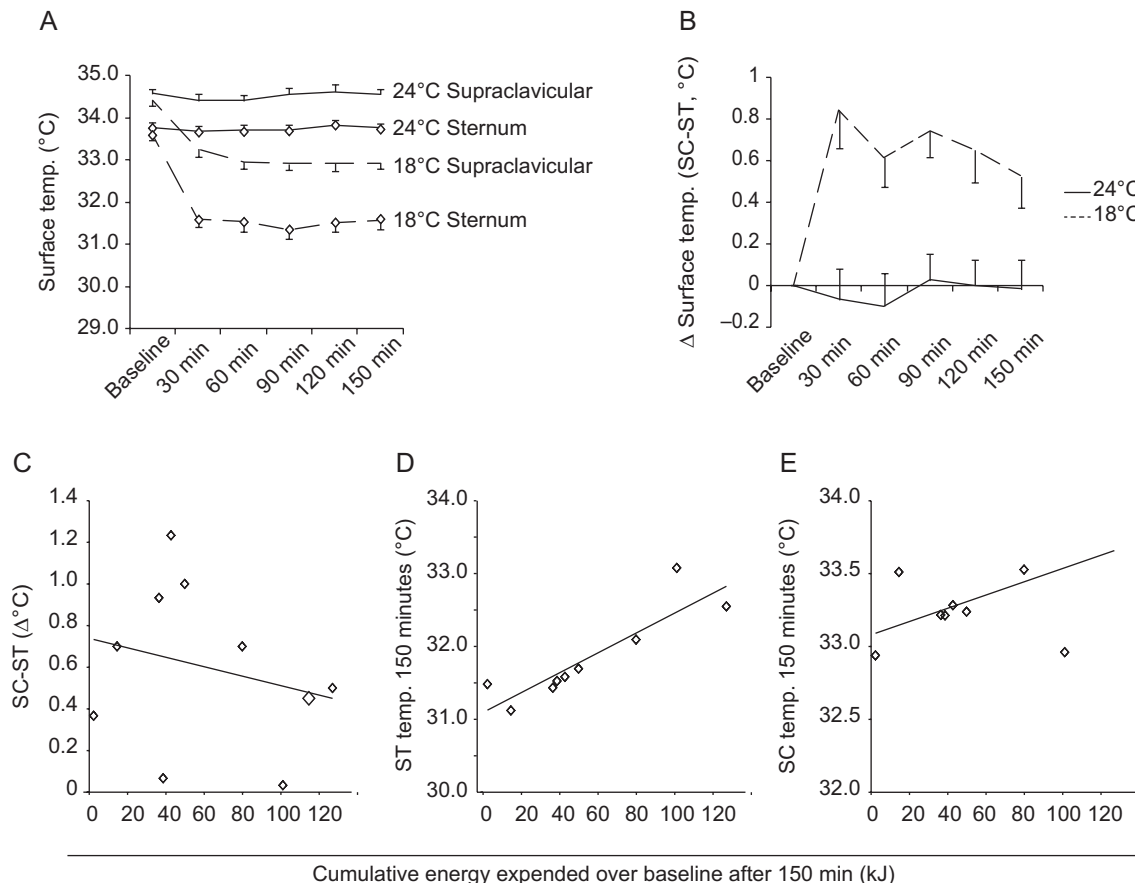 A
Surface temp. (°C)
35.0
34.0
33.0
32.0
31.0
30.0
29.0
24°C Supraclavicular
24°C Sternum
18°C Supraclavicular
18°C Sternum
Baseline
30 min
60 min
90 min
120 min
150 min
B
Δ Surface temp. (SC-ST, °C)
1
0.8
0.6
0.4
0.2
0
–0.2
24°C
18°C
Baseline
30 min
60 min
90 min
120 min
150 min
C
SC-ST (Δ°C)
1.4
1.2
1.0
0.8
0.6
0.4
0.2
0
0 20 40 60 80 100 120
D
ST temp. 150 minutes (°C)
34.0
33.0
32.0
31.0
30.0
0 20 40 60 80 100 120
E
SC temp. 150 minutes (°C)
34.0
33.5
33.0
32.5
32.0
0 20 40 60 80 100 120
Cumulative energy expended over baseline after 150 min (kJ)